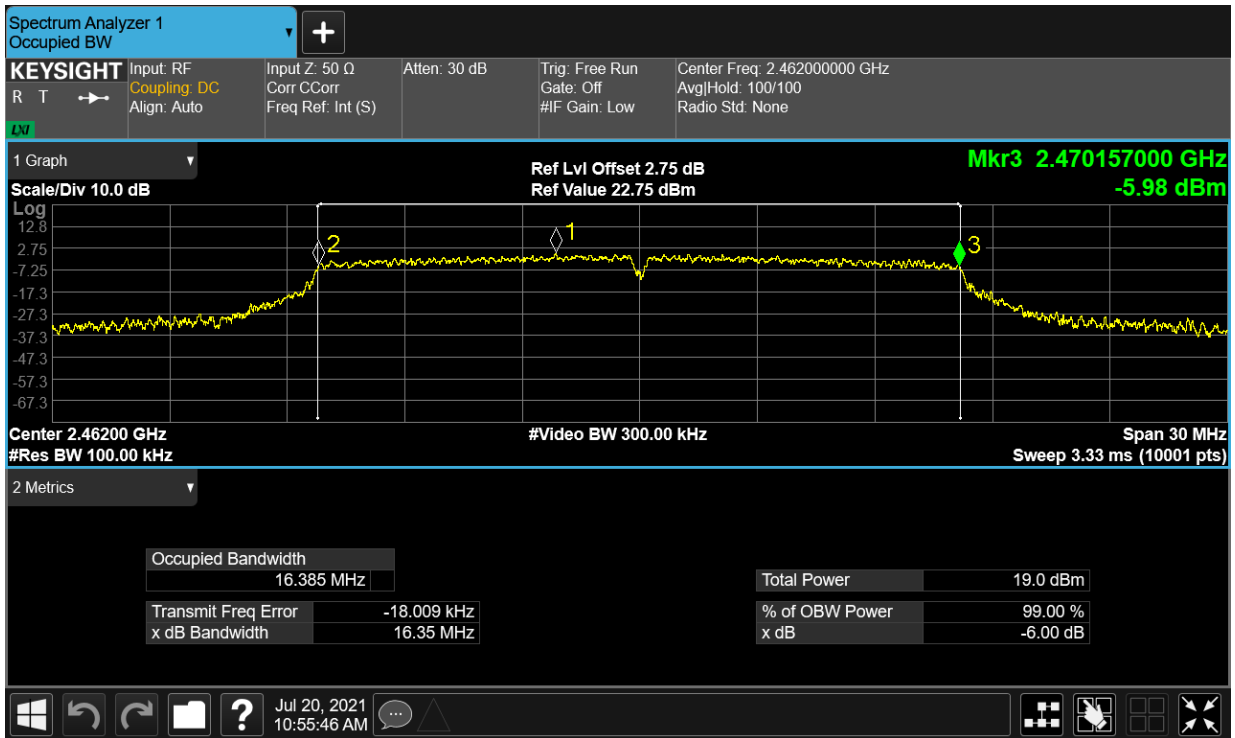 Spectrum Analyzer 1
Occupied BW
▼
+
KEYSIGHT
R T
LXI
Input: RF
Coupling: DC
Align: Auto
Input Z: 50 Ω
Corr CCorr
Freq Ref: Int (S)
Atten: 30 dB
Trig: Free Run
Gate: Off
#IF Gain: Low
Center Freq: 2.462000000 GHz
Avg|Hold: 100/100
Radio Std: None
1 Graph ▼
Scale/Div 10.0 dB
Ref Lvl Offset 2.75 dB
Ref Value 22.75 dBm
Mkr3 2.470157000 GHz
-5.98 dBm
Log
12.8
2.75
-7.25
-17.3
-27.3
-37.3
-47.3
-57.3
-67.3
2
1
3
Center 2.46200 GHz
#Res BW 100.00 kHz
#Video BW 300.00 kHz
Span 30 MHz
Sweep 3.33 ms (10001 pts)
2 Metrics ▼
Occupied Bandwidth
16.385 MHz
Transmit Freq Error -18.009 kHz
x dB Bandwidth 16.35 MHz
Total Power 19.0 dBm
% of OBW Power 99.00 %
x dB -6.00 dB
?
Jul 20, 2021
10:55:46 AM